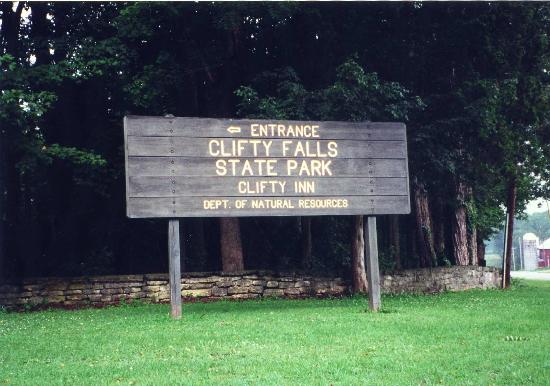 ⇦ ENTRANCE
CLIFTY FALLS
STATE PARK
CLIFTY INN
DEPT. OF NATURAL RESOURCES